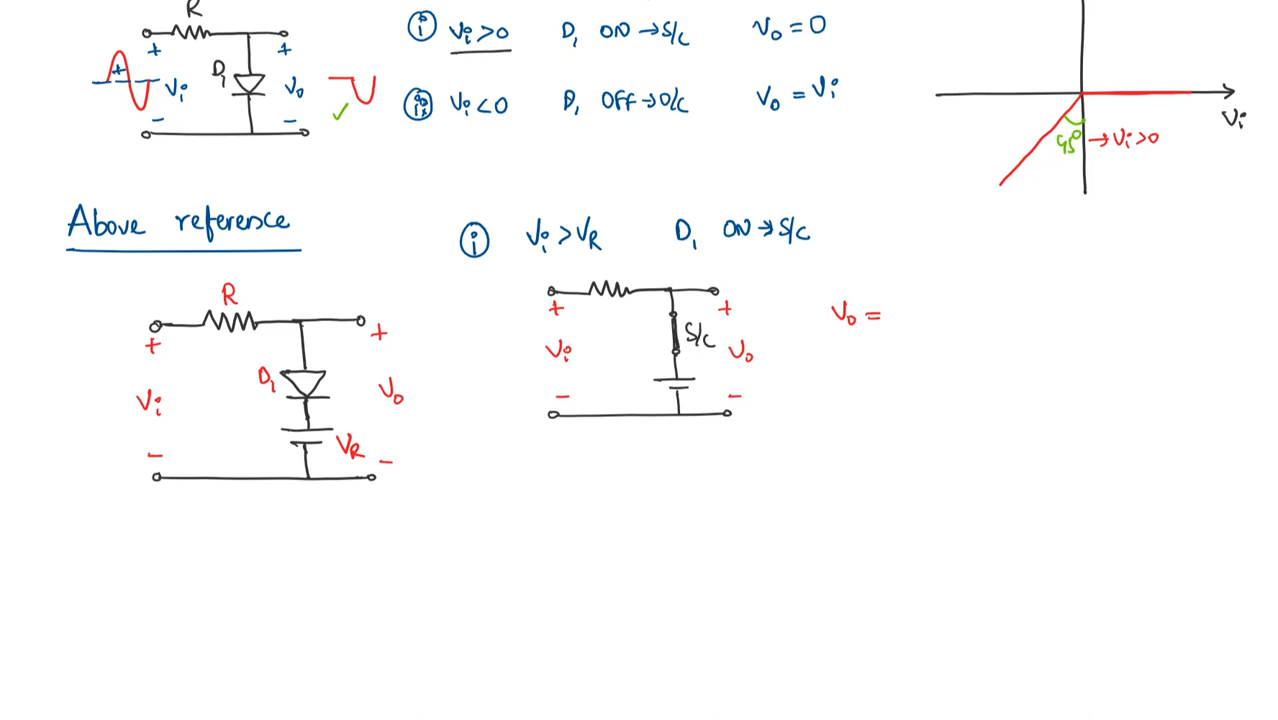 R
(i) Vi>0 D1 ON→S/C Vo=0
+ + D1 Vi Vo
+ - -
(ii) Vi<0 D1 OFF→O/C Vo=Vi
Vi
45° →Vi>0
Above reference
(i) Vi>VR D1 ON→S/C
R
+ +
D1
Vi Vo
VR
- -
+ +
S/C
Vi Vo
- -
Vo =